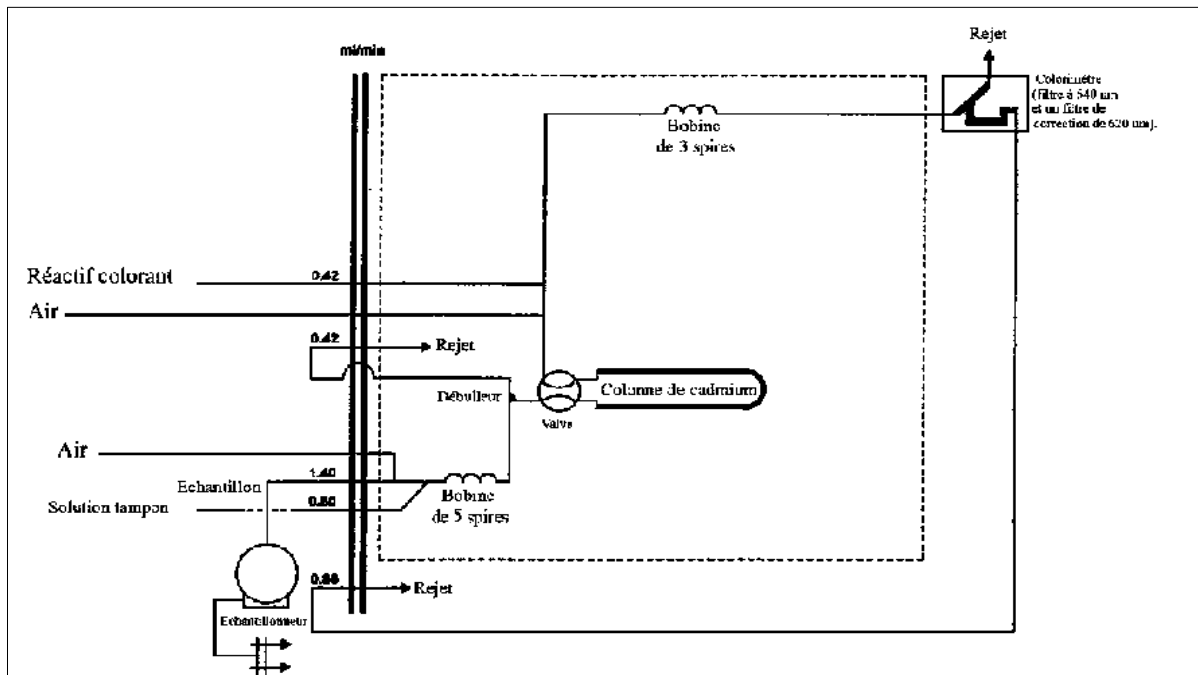 Rejet
ml/min
Colorimètre
(filtre à 540 nm
et un filtre de
correction de 620 nm).
Bobine
de 3 spires
Réactif colorant
0.42
Air
0.42
Rejet
Débulleur
Colonne de cadmium
Valve
Air
1.40
Echantillon
Bobine
de 5 spires
Solution tampon
0.80
Rejet
Echantillonneur